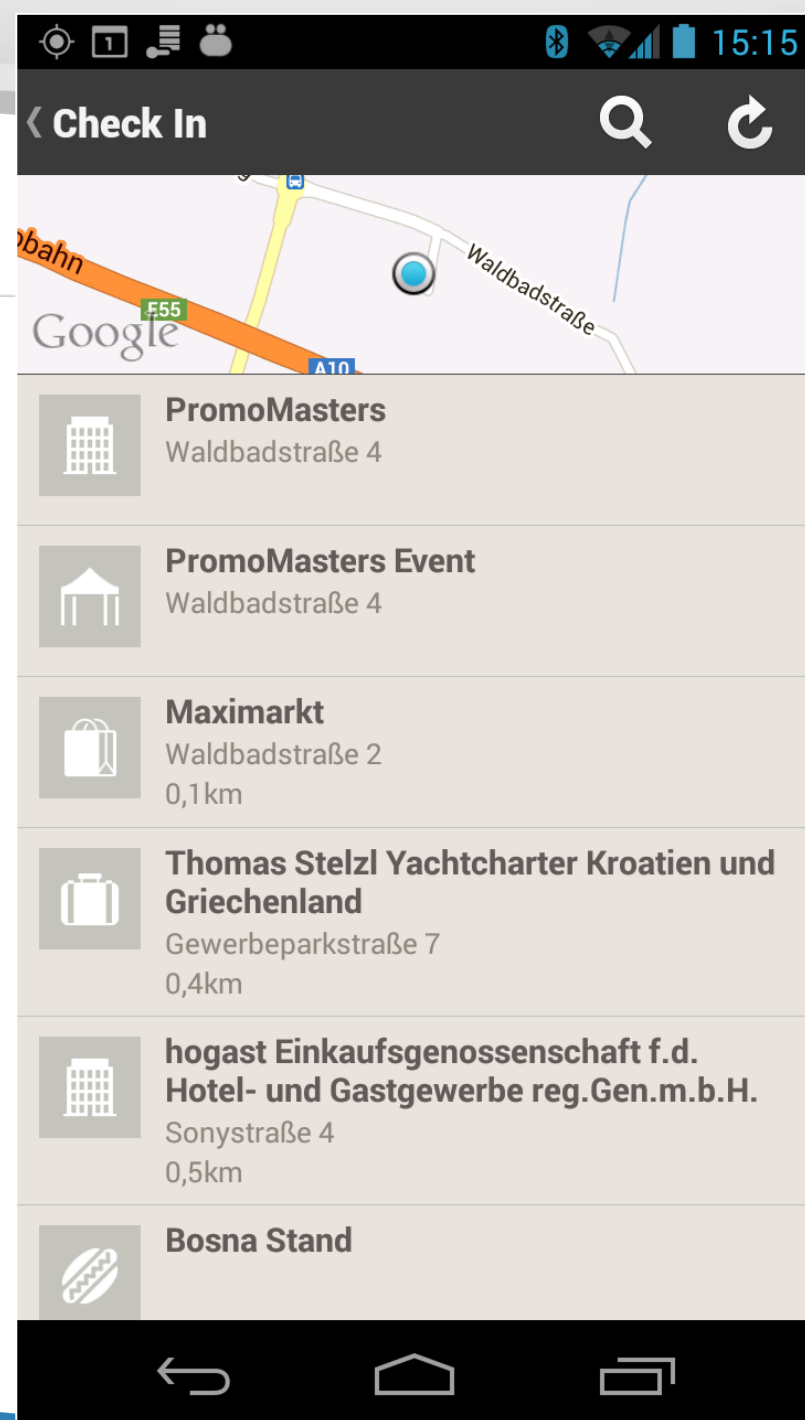 1
15:15
Check In
obahn
Waldbadstraße
E55
Google
A10
PromoMasters
Waldbadstraße 4
PromoMasters Event
Waldbadstraße 4
Maximarkt
Waldbadstraße 2
0,1km
Thomas Stelzl Yachtcharter Kroatien und
Griechenland
Gewerbeparkstraße 7
0,4km
hogast Einkaufsgenossenschaft f.d.
Hotel- und Gastgewerbe reg.Gen.m.b.H.
Sonystraße 4
0,5km
Bosna Stand